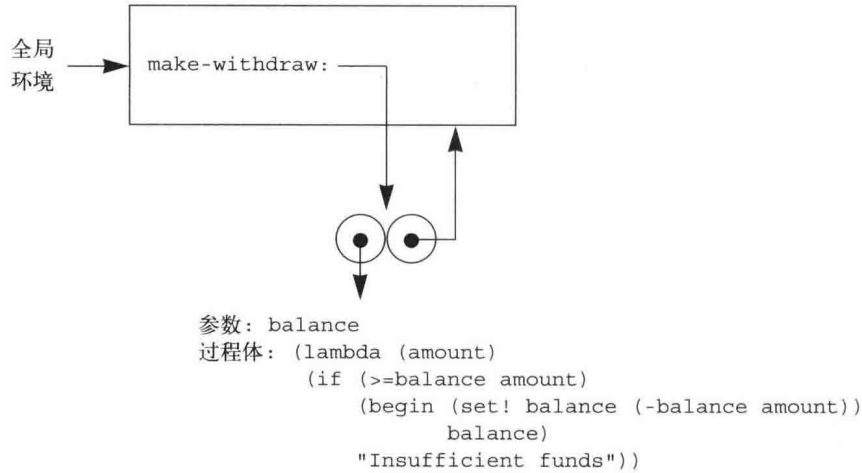 全局
环境
make-withdraw:
参数: balance
过程体: (lambda (amount)
(if (>=balance amount)
(begin (set! balance (-balance amount))
balance)
"Insufficient funds"))